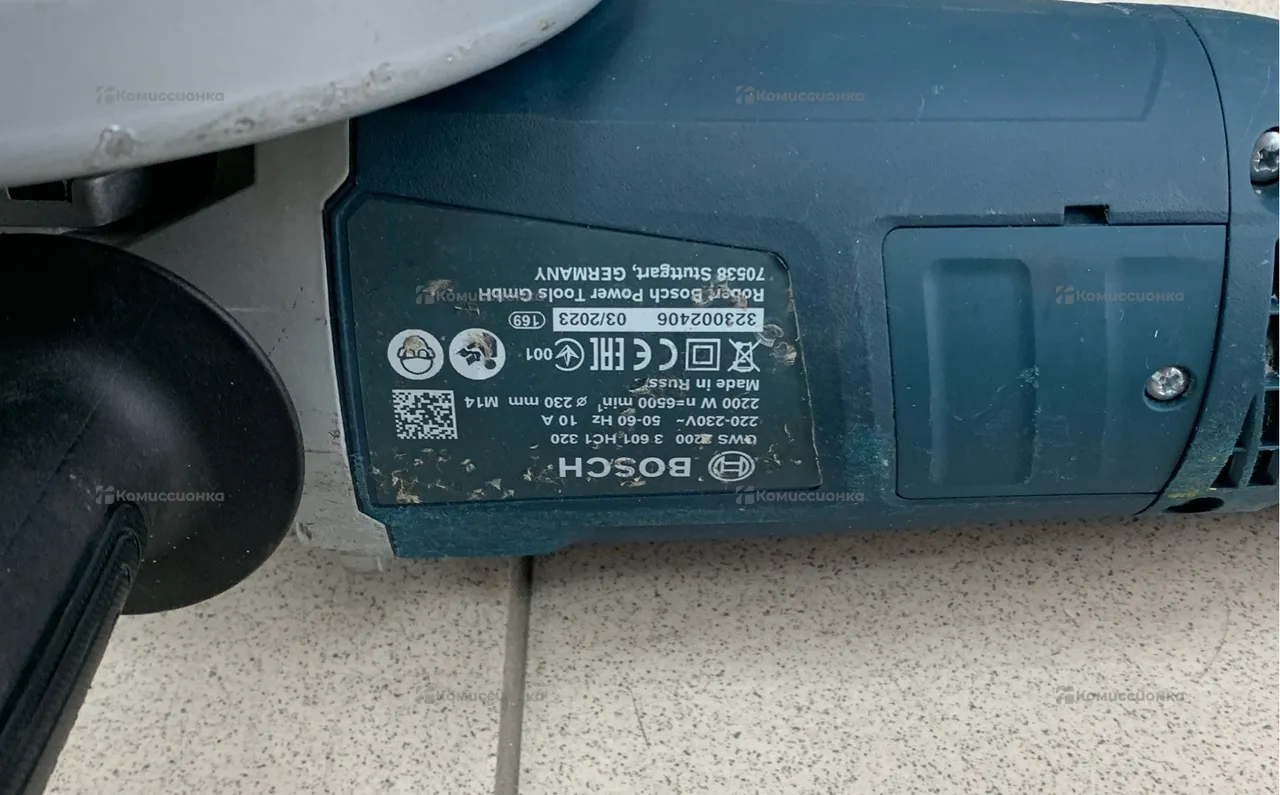 BOSCH
GWS 2200 3 601 HC1 320
220-230V~ 50-60 Hz 10 A
2200 W n=6500 min⁻¹ ⌀ 230 mm M14
Made in Russ
001
323002406 03/2023 169
Robert Bosch Power Tools GmbH
70538 Stuttgart, GERMANY
Комиссионка
Комиссионка
Комиссионка
Комиссионка
Комиссионка
Комиссионка
Комиссионка
Комиссионка